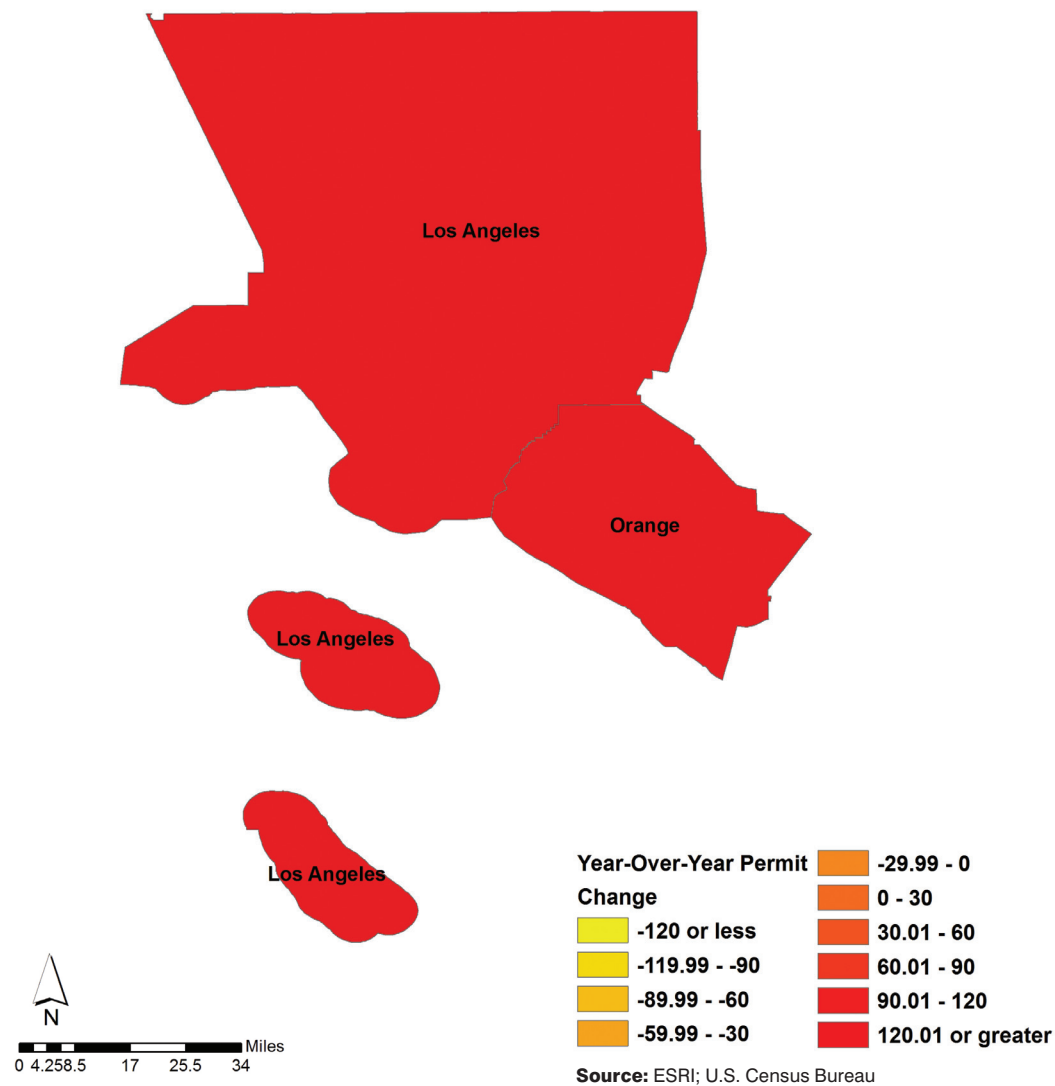 Los Angeles
Orange
Los Angeles
Los Angeles
Year-Over-Year Permit
Change
-120 or less
-119.99 - -90
-89.99 - -60
-59.99 - -30
-29.99 - 0
0 - 30
30.01 - 60
60.01 - 90
90.01 - 120
120.01 or greater
N
Miles
0 4.25 8.5 17 25.5 34
Source: ESRI; U.S. Census Bureau